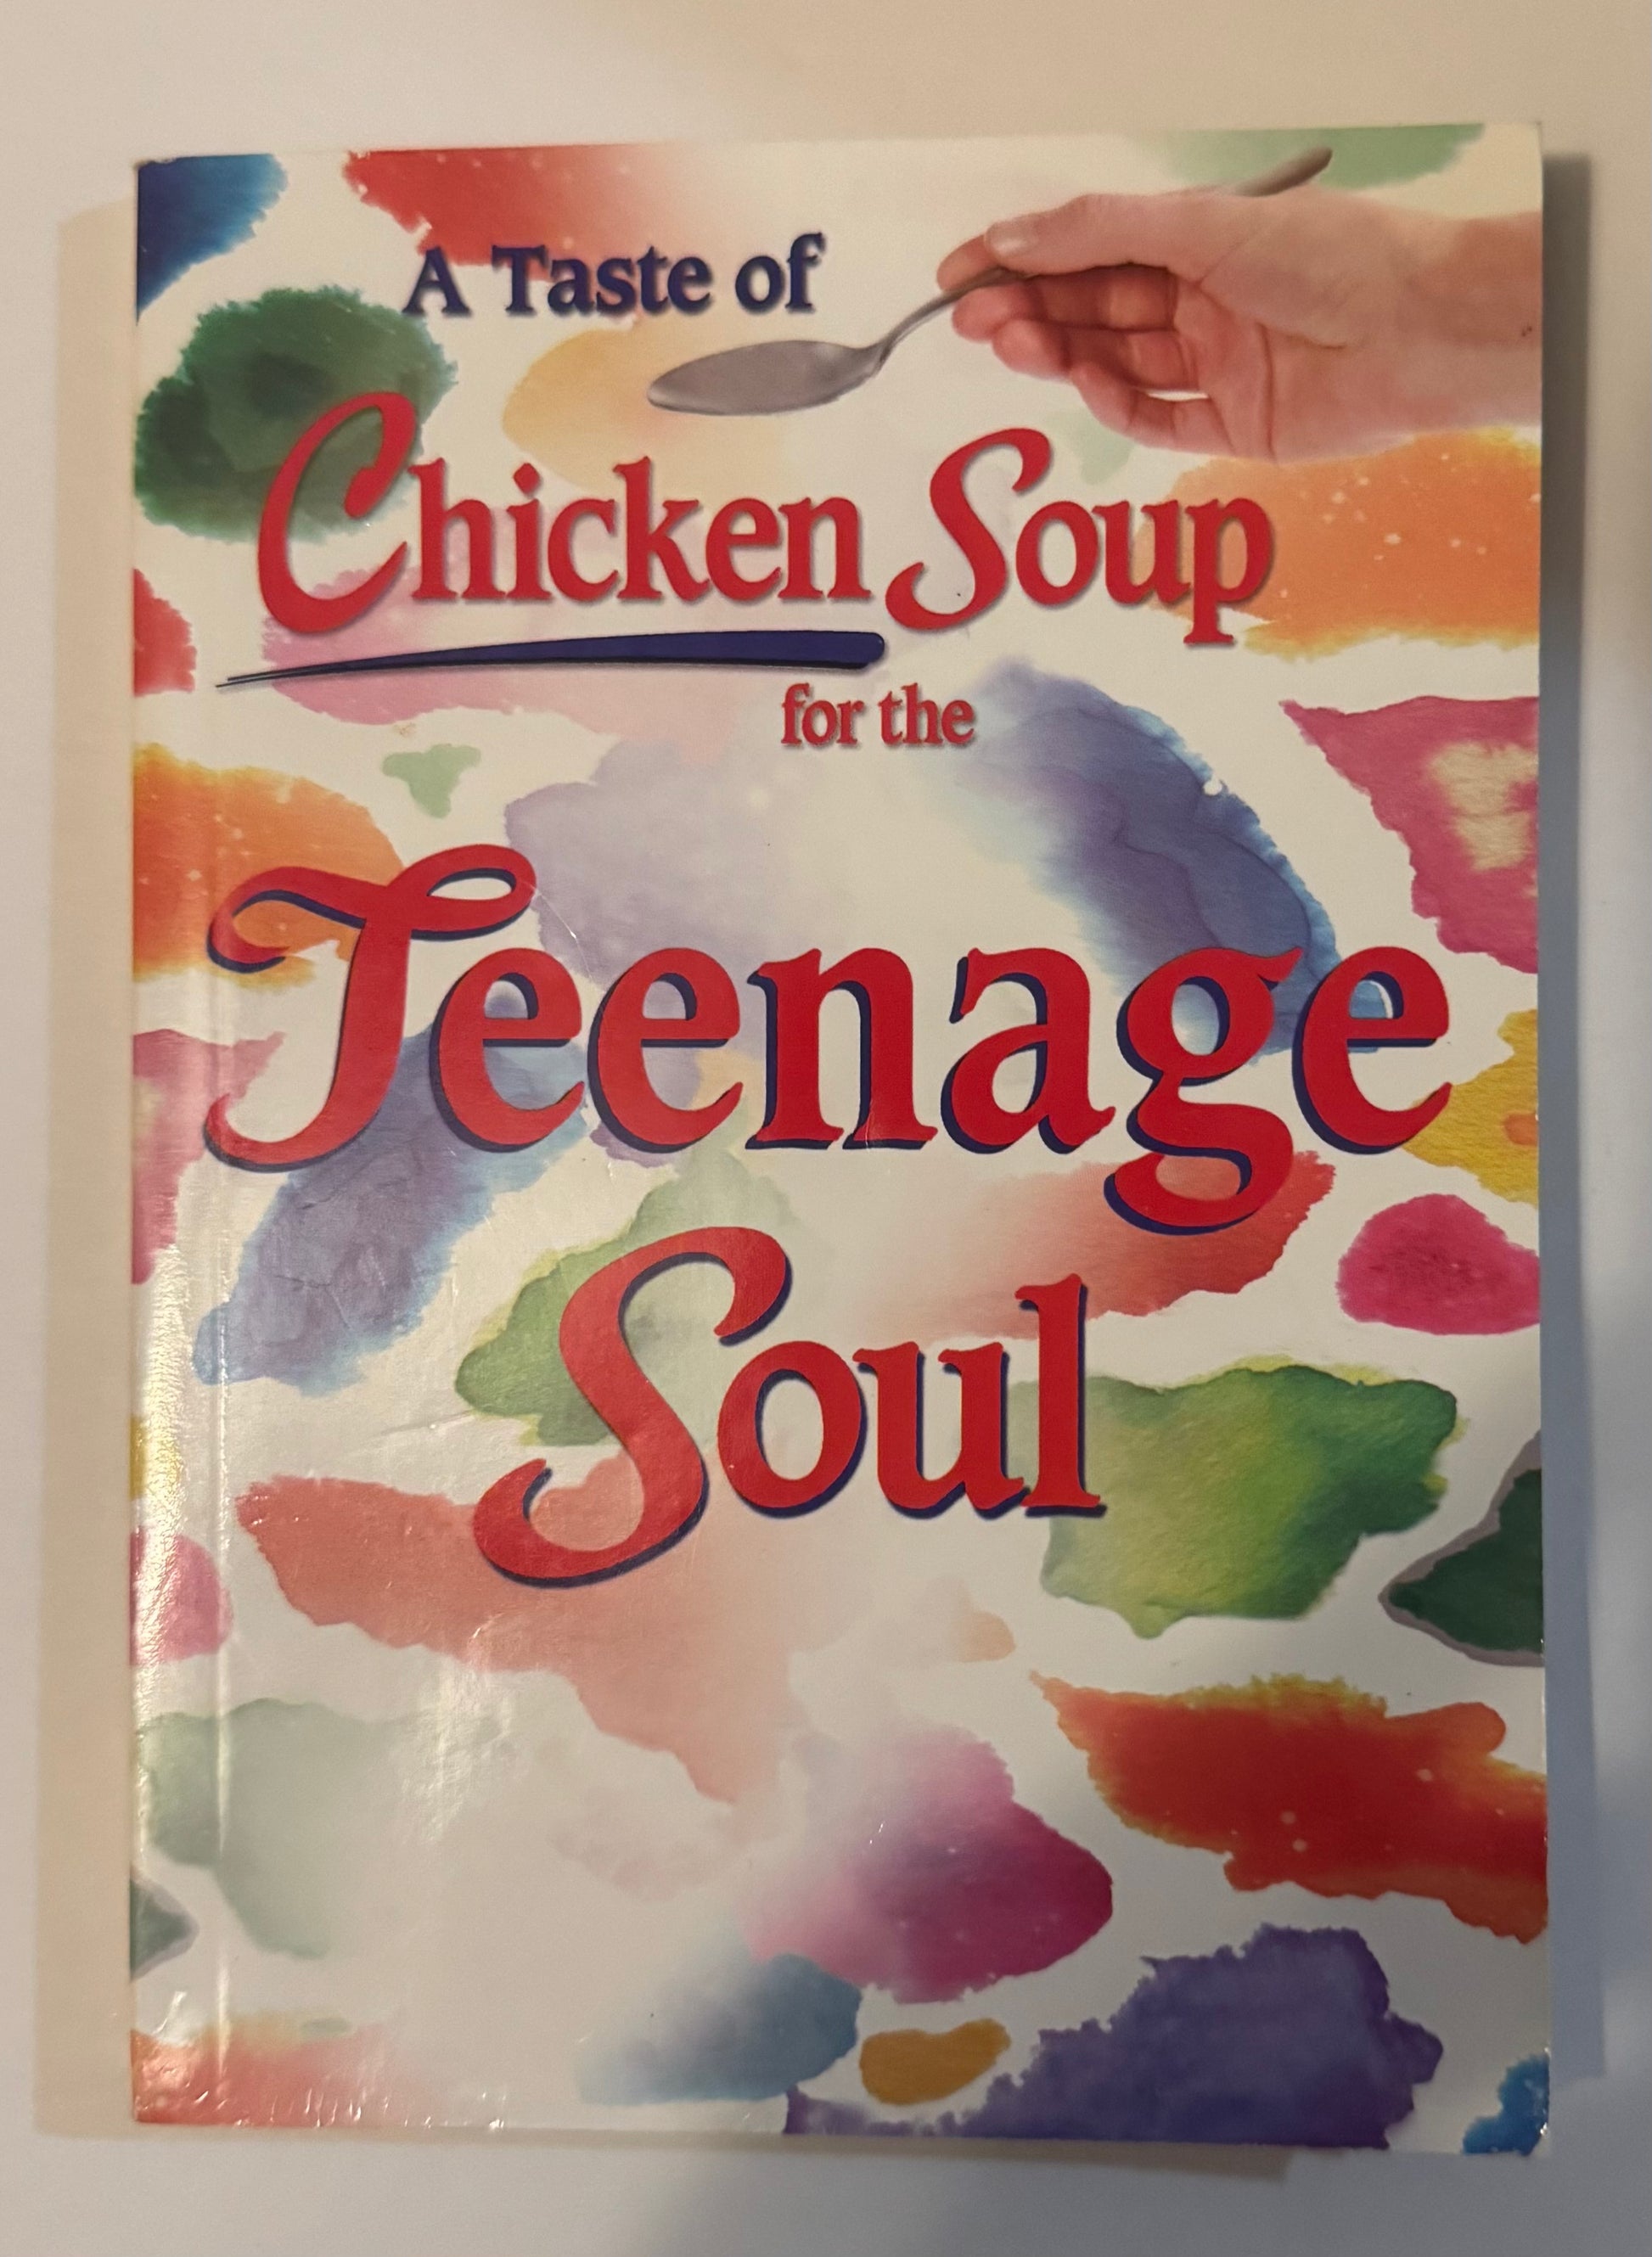 A Taste of
Chicken Soup
for the
Teenage
Soul